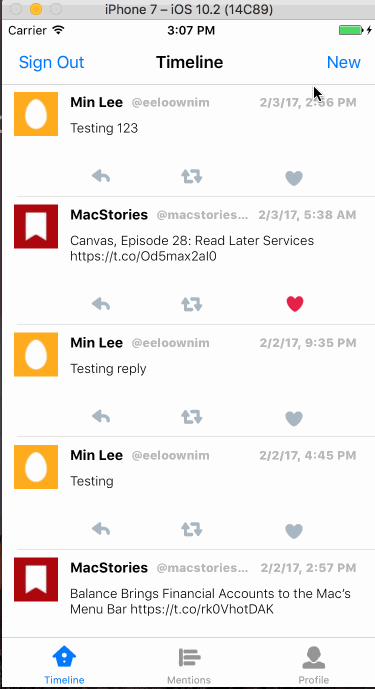 iPhone 7 – iOS 10.2 (14C89)
Carrier 3:07 PM
Sign Out Timeline New
Min Lee @eeloownim 2/3/17, 2:56 PM
Testing 123
MacStories @macstories... 2/3/17, 5:38 AM
Canvas, Episode 28: Read Later Services
https://t.co/Od5max2al0
Min Lee @eeloownim 2/2/17, 9:35 PM
Testing reply
Min Lee @eeloownim 2/2/17, 4:45 PM
Testing
MacStories @macstories... 2/2/17, 2:57 PM
Balance Brings Financial Accounts to the Mac's
Menu Bar https://t.co/rk0VhotDAK
Timeline Mentions Profile